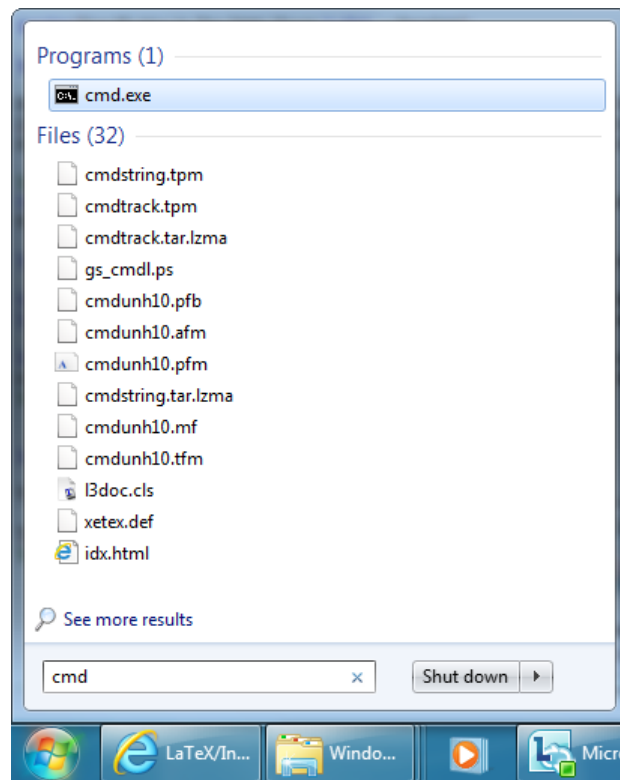 Programs (1)
cmd.exe
Files (32)
cmdstring.tpm
cmdtrack.tpm
cmdtrack.tar.lzma
gs_cmdl.ps
cmdunh10.pfb
cmdunh10.afm
cmdunh10.pfm
cmdstring.tar.lzma
cmdunh10.mf
cmdunh10.tfm
l3doc.cls
xetex.def
idx.html
See more results
cmd
Shut down
LaTeX/In... Windo... Micr